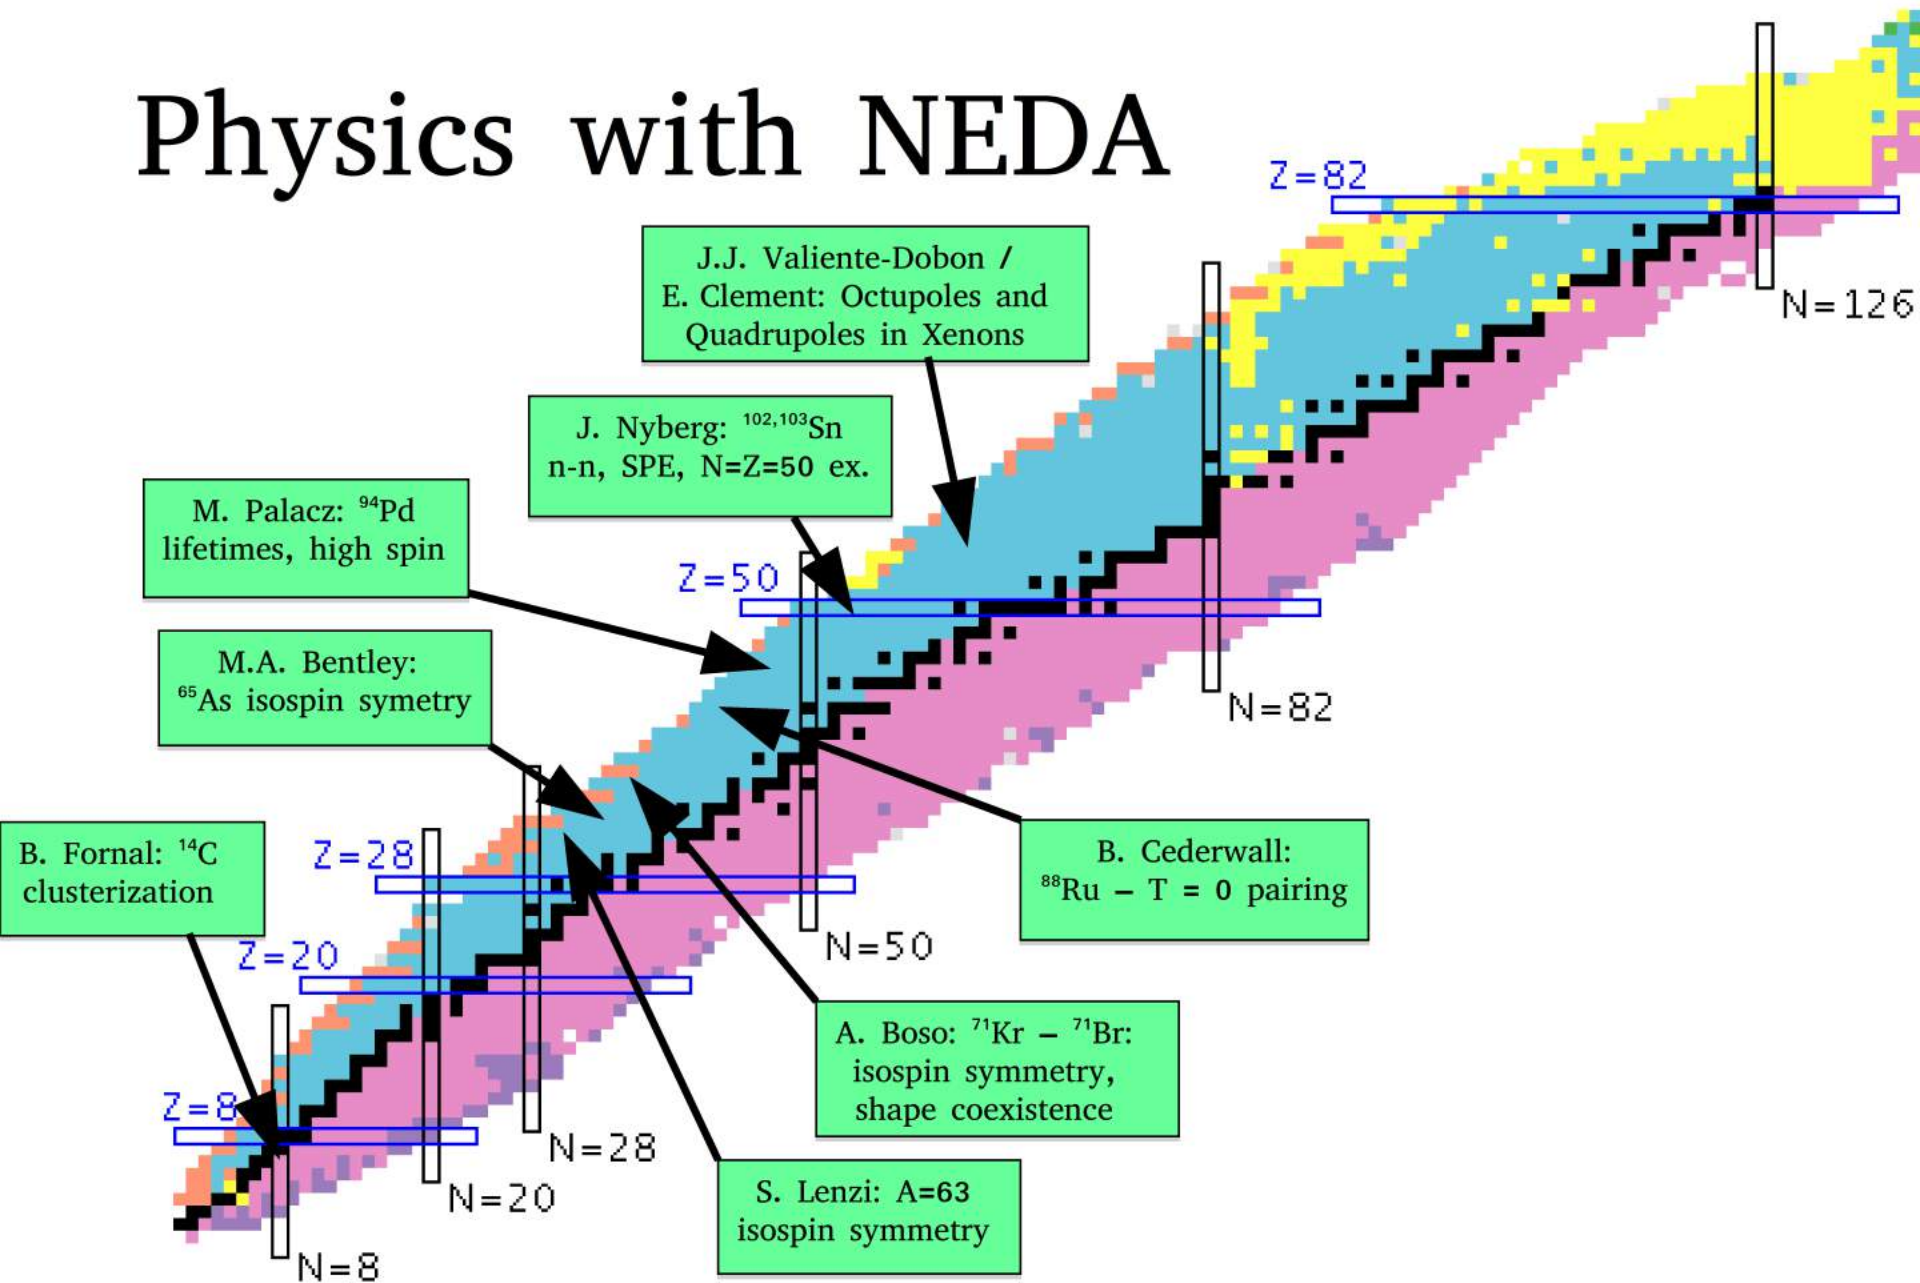 Physics with NEDA
Z=82
J.J. Valiente-Dobon /
E. Clement: Octupoles and
Quadrupoles in Xenons
N=126
J. Nyberg: ¹⁰²,¹⁰³Sn
n-n, SPE, N=Z=50 ex.
M. Palacz: ⁹⁴Pd
lifetimes, high spin
Z=50
M.A. Bentley:
⁶⁵As isospin symetry
N=82
B. Fornal: ¹⁴C
clusterization
Z=28
B. Cederwall:
⁸⁸Ru – T = 0 pairing
N=50
Z=20
A. Boso: ⁷¹Kr – ⁷¹Br:
isospin symmetry,
shape coexistence
Z=8
N=28
N=20
S. Lenzi: A=63
isospin symmetry
N=8